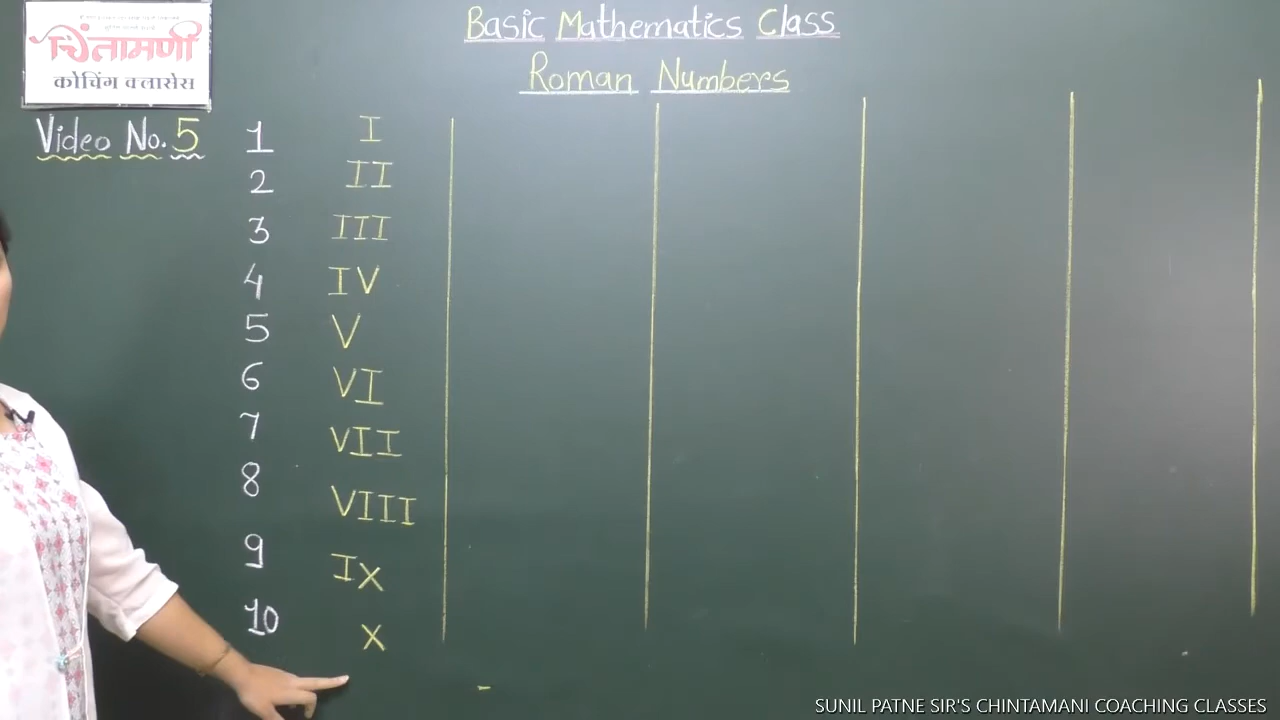 Basic Mathematics Class
Roman Numbers
चिंतामणी
कोचिंग क्लासेस
Video No. 5
1 I
2 II
3 III
4 IV
5 V
6 VI
7 VII
8 VIII
9 IX
10 X
SUNIL PATNE SIR'S CHINTAMANI COACHING CLASSES